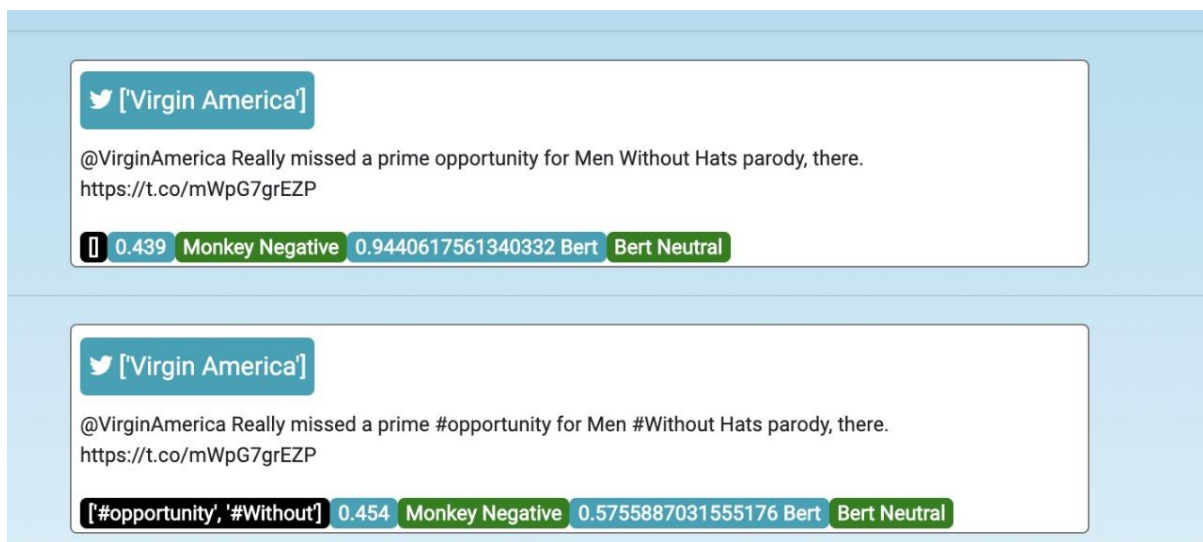 ['Virgin America']
@VirginAmerica Really missed a prime opportunity for Men Without Hats parody, there.
https://t.co/mWpG7grEZP
[] 0.439 Monkey Negative 0.9440617561340332 Bert Bert Neutral
['Virgin America']
@VirginAmerica Really missed a prime #opportunity for Men #Without Hats parody, there.
https://t.co/mWpG7grEZP
['#opportunity', '#Without'] 0.454 Monkey Negative 0.5755887031555176 Bert Bert Neutral